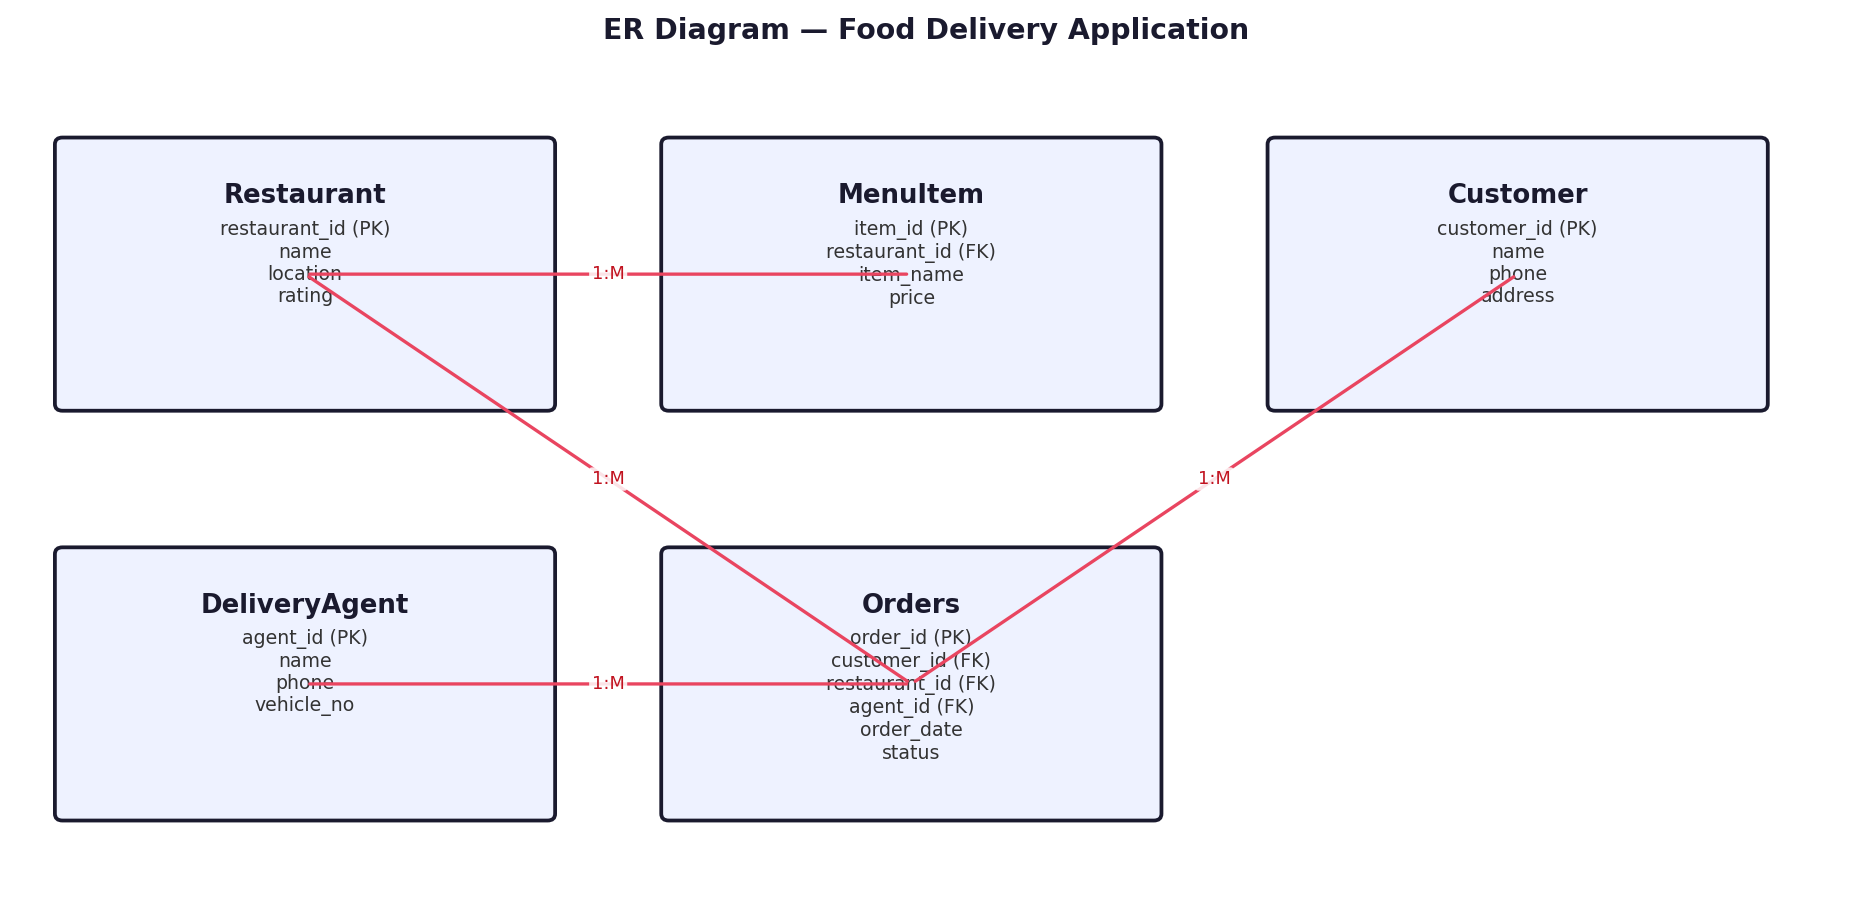 ER Diagram — Food Delivery Application
Restaurant
restaurant_id (PK)
name
location
rating
1:M
MenuItem
item_id (PK)
restaurant_id (FK)
item_name
price
Customer
customer_id (PK)
name
phone
address
1:M
1:M
DeliveryAgent
agent_id (PK)
name
phone
vehicle_no
1:M
Orders
order_id (PK)
customer_id (FK)
restaurant_id (FK)
agent_id (FK)
order_date
status